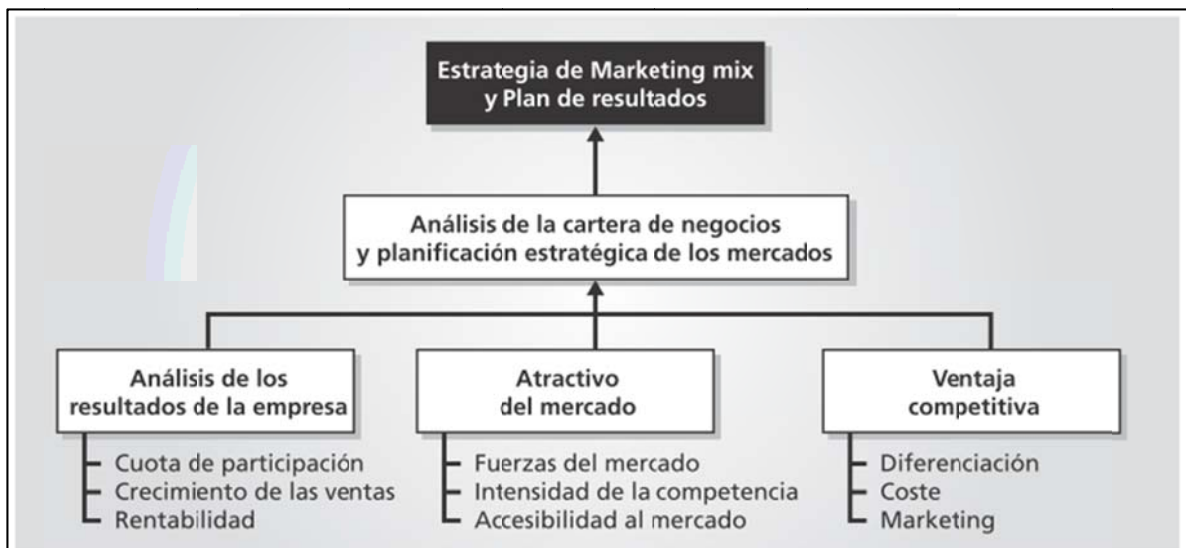 Estrategia de Marketing mix
y Plan de resultados
Análisis de la cartera de negocios
y planificación estratégica de los mercados
Análisis de los
resultados de la empresa
Cuota de participación
Crecimiento de las ventas
Rentabilidad
Atractivo
del mercado
Fuerzas del mercado
Intensidad de la competencia
Accesibilidad al mercado
Ventaja
competitiva
Diferenciación
Coste
Marketing